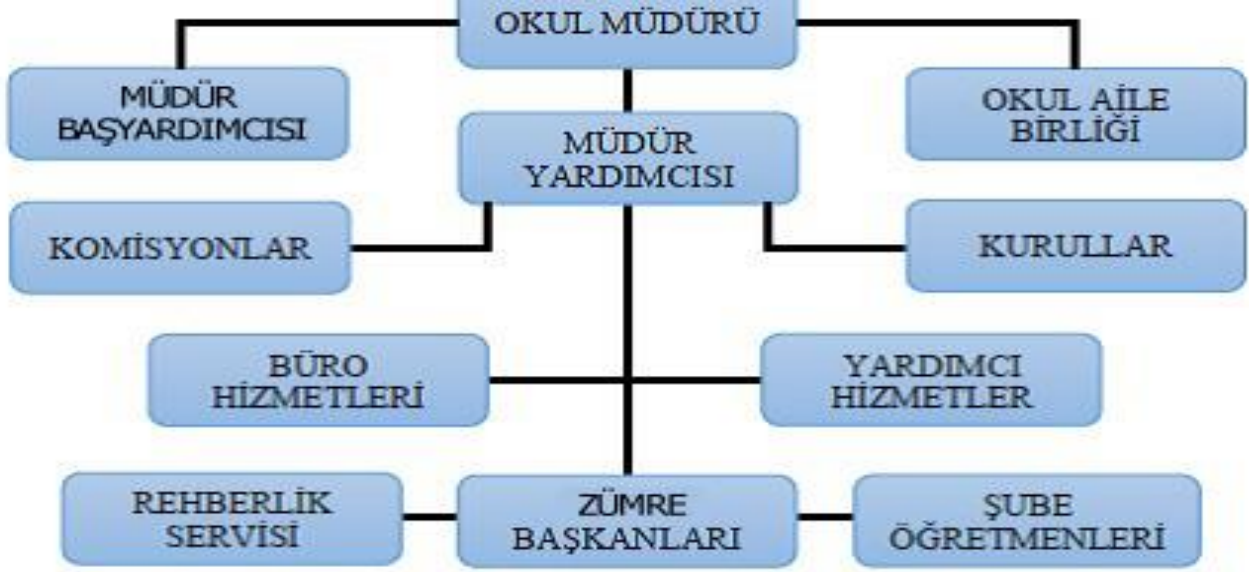 OKUL MÜDÜRÜ
MÜDÜR
BAŞYARDIMCISI
MÜDÜR
YARDIMCISI
OKUL AİLE
BİRLİĞİ
KOMİSYONLAR
KURULLAR
BÜRO
HİZMETLERİ
YARDIMCI
HİZMETLER
REHBERLİK
SERVİSİ
ZÜMRE
BAŞKANLARI
ŞUBE
ÖĞRETMENLERİ